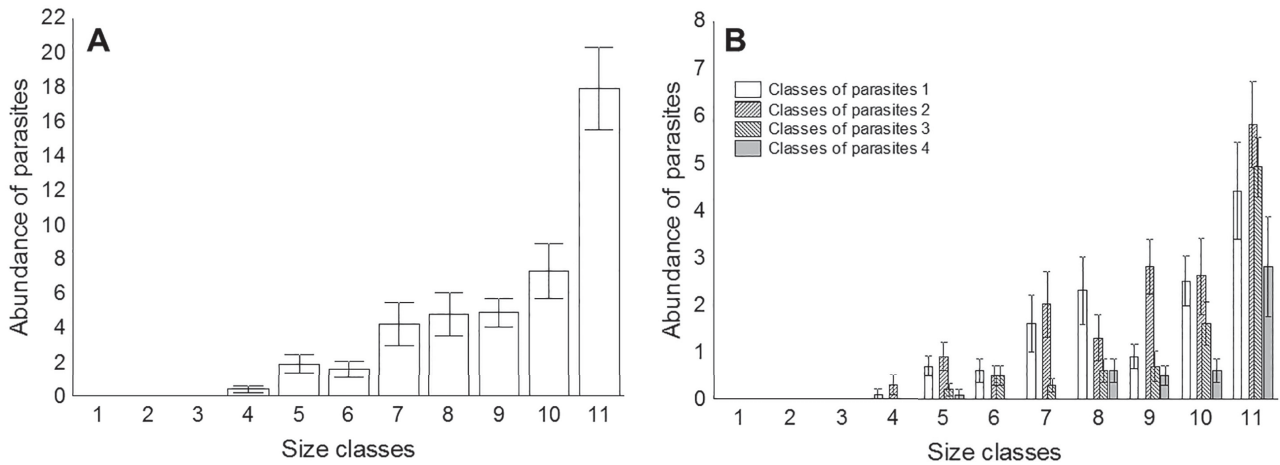 A
Abundance of parasites
22
20
18
16
14
12
10
8
6
4
2
0
1 2 3 4 5 6 7 8 9 10 11
Size classes
B
Abundance of parasites
8
7
6
5
4
3
2
1
0
Classes of parasites 1
Classes of parasites 2
Classes of parasites 3
Classes of parasites 4
1 2 3 4 5 6 7 8 9 10 11
Size classes